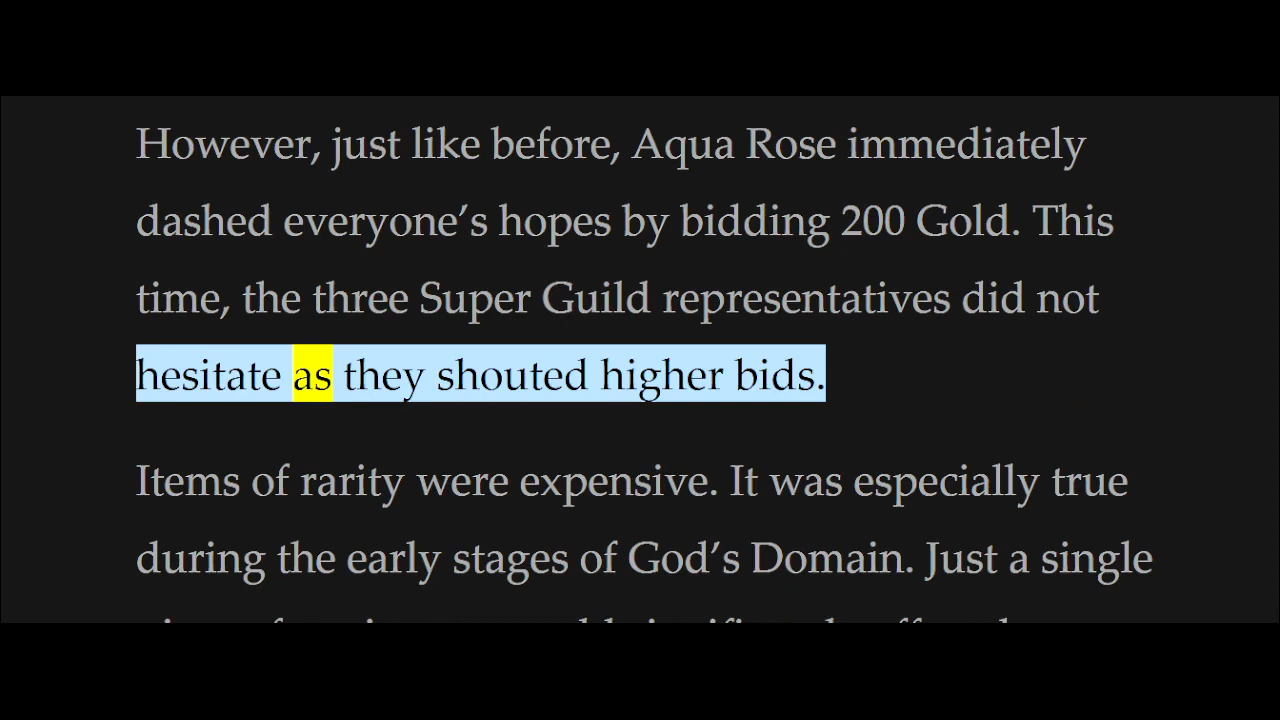 However, just like before, Aqua Rose immediately
dashed everyone’s hopes by bidding 200 Gold. This
time, the three Super Guild representatives did not
hesitate as they shouted higher bids.
Items of rarity were expensive. It was especially true
during the early stages of God’s Domain. Just a single